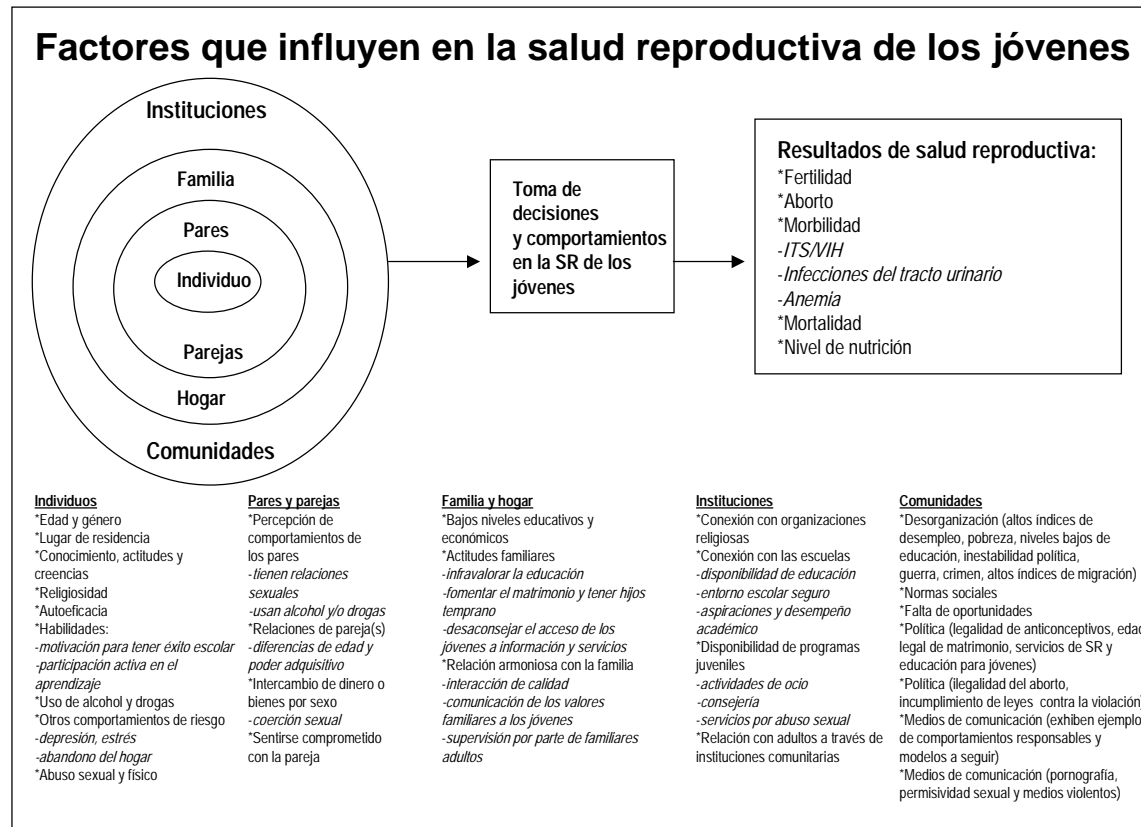 Factores que influyen en la salud reproductiva de los jóvenes
Instituciones
Familia
Pares
Individuo
Parejas
Hogar
Comunidades
Toma de
decisiones
y comportamientos
en la SR de los
jóvenes
Resultados de salud reproductiva:
*Fertilidad
*Aborto
*Morbilidad
-ITS/VIH
-Infecciones del tracto urinario
-Anemia
*Mortalidad
*Nivel de nutrición
Individuos
*Edad y género
*Lugar de residencia
*Conocimiento, actitudes y
creencias
*Religiosidad
*Autoeficacia
*Habilidades:
-motivación para tener éxito escolar
-participación activa en el
aprendizaje
*Uso de alcohol y drogas
*Otros comportamientos de riesgo
-depresión, estrés
-abandono del hogar
*Abuso sexual y físico
Pares y parejas
*Percepción de
comportamientos de
los pares
-tienen relaciones
sexuales
-usan alcohol y/o drogas
*Relaciones de pareja(s)
-diferencias de edad y
poder adquisitivo
*Intercambio de dinero o
bienes por sexo
-coerción sexual
*Sentirse comprometido
con la pareja
Familia y hogar
*Bajos niveles educativos y
económicos
*Actitudes familiares
-infravalorar la educación
-fomentar el matrimonio y tener hijos
temprano
-desaconsejar el acceso de los
jóvenes a información y servicios
*Relación armoniosa con la familia
-interacción de calidad
-comunicación de los valores
familiares a los jóvenes
-supervisión por parte de familiares
adultos
Instituciones
*Conexión con organizaciones
religiosas
*Conexión con las escuelas
-disponibilidad de educación
-entorno escolar seguro
-aspiraciones y desempeño
académico
*Disponibilidad de programas
juveniles
-actividades de ocio
-consejería
-servicios por abuso sexual
*Relación con adultos a través de
instituciones comunitarias
Comunidades
*Desorganización (altos índices de
desempleo, pobreza, niveles bajos de
educación, inestabilidad política,
guerra, crimen, altos índices de migración)
*Normas sociales
*Falta de oportunidades
*Política (legalidad de anticonceptivos, edad
legal de matrimonio, servicios de SR y
educación para jóvenes)
*Política (ilegalidad del aborto,
incumplimiento de leyes contra la violación)
*Medios de comunicación (exhiben ejemplo
de comportamientos responsables y
modelos a seguir)
*Medios de comunicación (pornografía,
permisividad sexual y medios violentos)